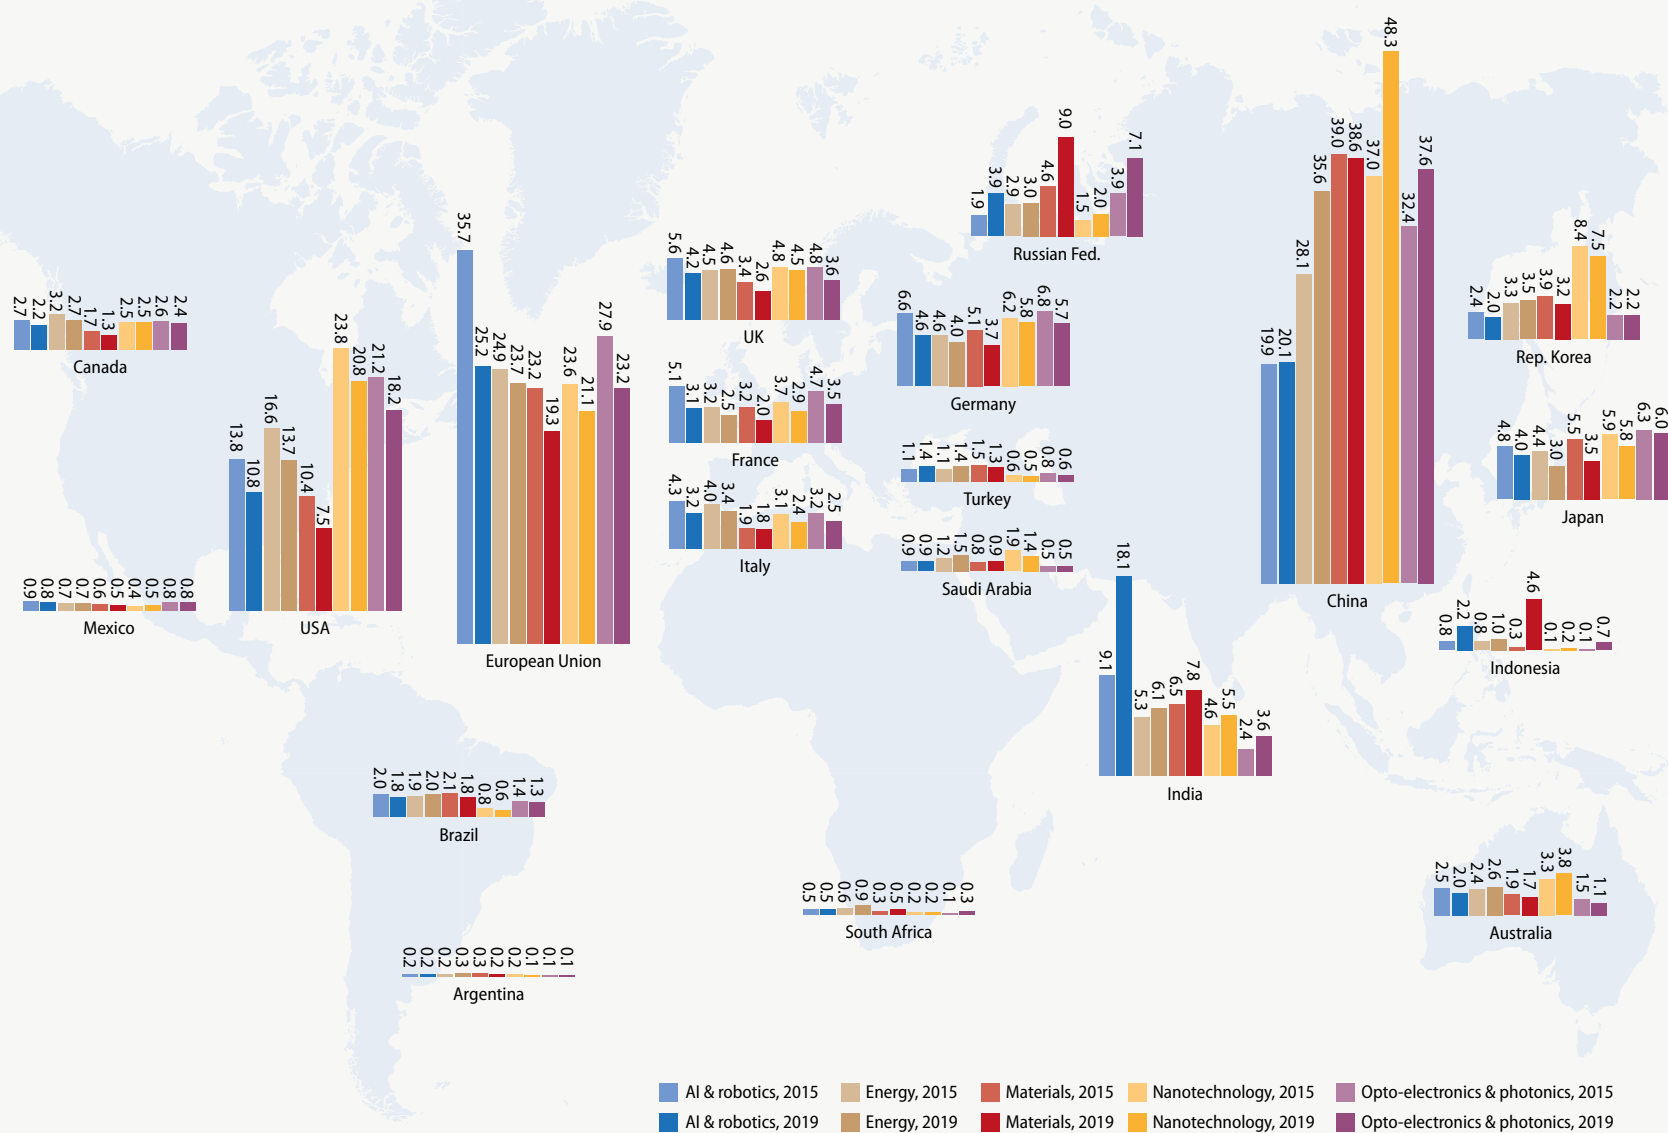 2.7 2.2 3.2 2.7 1.7 1.3 2.5 2.5 2.6 2.4
Canada
0.9 0.8 0.7 0.7 0.6 0.5 0.4 0.5 0.8 0.8
Mexico
13.8 10.8 16.6 13.7 10.4 7.5 23.8 20.8 21.2 18.2
USA
35.7 25.2 24.9 23.7 23.2 19.3 23.6 21.1 27.9 23.2
European Union
5.6 4.2 4.5 4.6 3.4 2.6 4.8 4.5 4.8 3.6
UK
5.1 3.1 3.2 2.5 3.2 2.0 3.7 2.9 4.7 3.5
France
4.3 3.2 4.0 3.4 1.9 1.8 3.1 2.4 3.2 2.5
Italy
1.9 3.9 2.9 3.0 4.6 9.0 1.5 2.0 3.9 7.1
Russian Fed.
6.6 4.6 4.6 4.0 5.1 3.7 6.2 5.8 6.8 5.7
Germany
1.1 1.4 1.1 1.4 1.5 1.3 0.6 0.5 0.8 0.6
Turkey
0.9 0.9 1.2 1.5 0.8 0.9 1.9 1.4 0.5 0.5
Saudi Arabia
9.1 18.1 5.3 6.1 6.5 7.8 4.6 5.5 2.4 3.6
India
19.9 20.1 28.1 35.6 39.0 38.6 37.0 48.3 32.4 37.6
China
2.4 2.0 3.3 3.5 3.9 3.2 8.4 7.5 2.2 2.2
Rep. Korea
4.8 4.0 4.4 3.0 5.5 3.5 5.9 5.8 6.3 6.0
Japan
0.8 2.2 0.8 1.0 0.3 4.6 0.1 0.2 0.1 0.7
Indonesia
2.0 1.8 1.9 2.0 2.1 1.8 0.8 0.6 1.4 1.3
Brazil
0.2 0.2 0.2 0.3 0.3 0.2 0.2 0.1 0.1 0.1
Argentina
0.5 0.5 0.6 0.9 0.3 0.5 0.2 0.2 0.1 0.3
South Africa
2.5 2.0 2.4 2.6 1.9 1.7 3.3 3.8 1.5 1.1
Australia
AI & robotics, 2015 Energy, 2015 Materials, 2015 Nanotechnology, 2015 Opto-electronics & photonics, 2015
AI & robotics, 2019 Energy, 2019 Materials, 2019 Nanotechnology, 2019 Opto-electronics & photonics, 2019